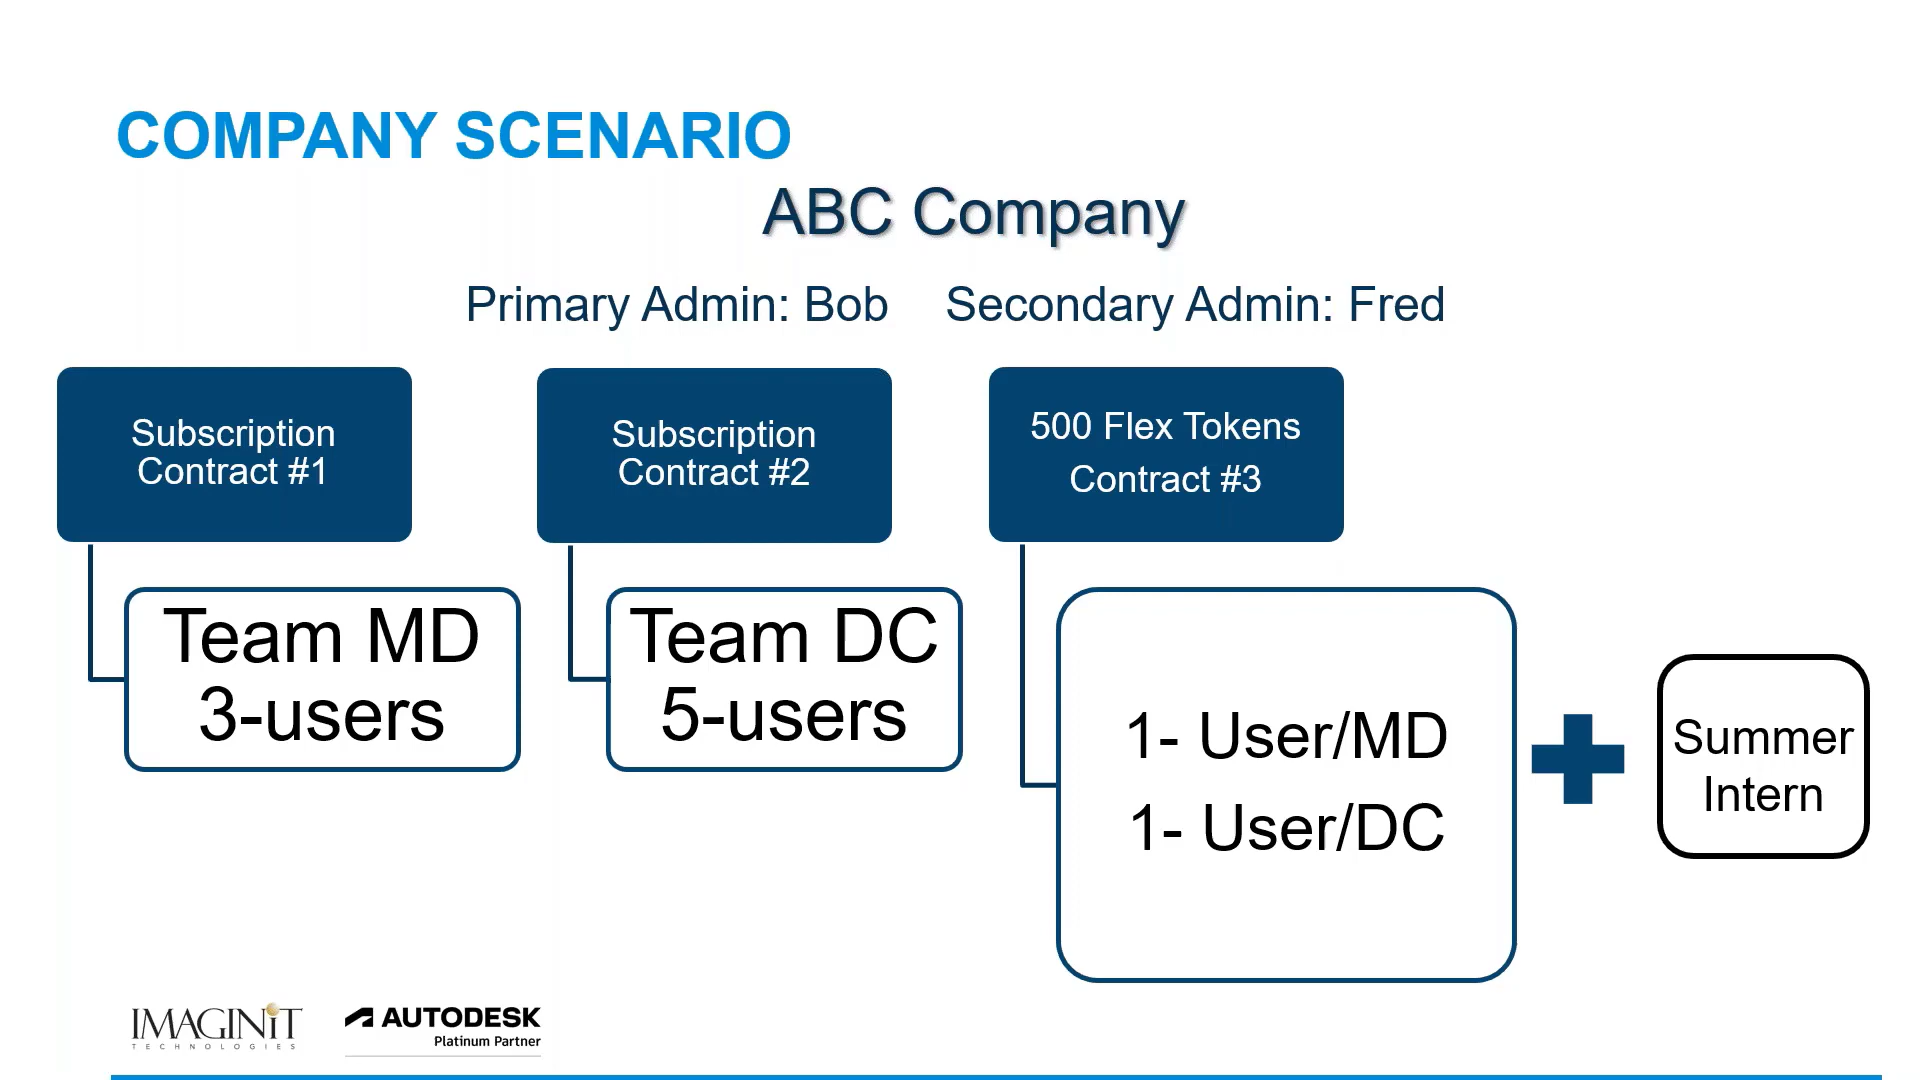 COMPANY SCENARIO
ABC Company
Primary Admin: Bob
Secondary Admin: Fred
Subscription
Contract #1
Team MD
3-users
Subscription
Contract #2
Team DC
5-users
500 Flex Tokens
Contract #3
1- User/MD
1- User/DC
Summer
Intern
IMAGINiT
TECHNOLOGIES
AUTODESK
Platinum Partner